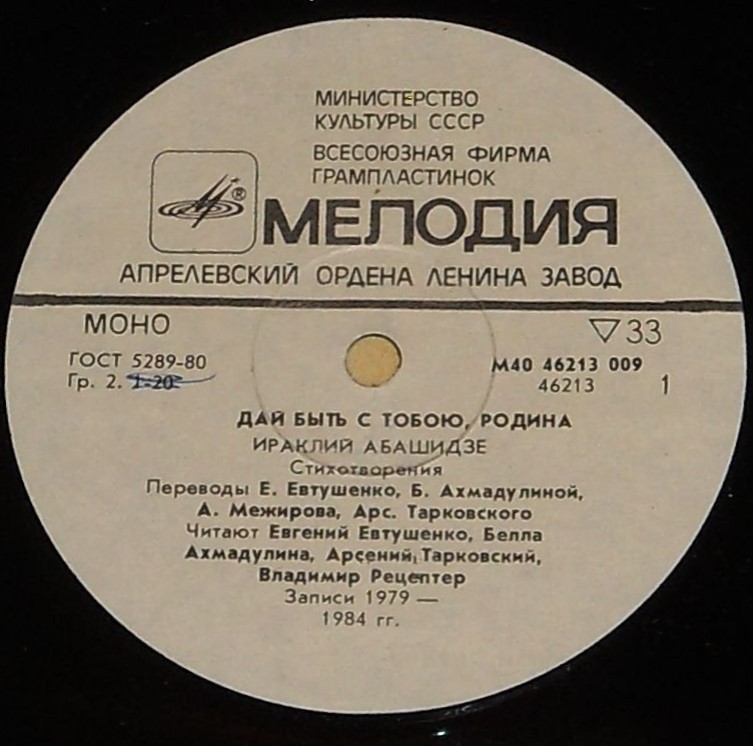 МИНИСТЕРСТВО
КУЛЬТУРЫ СССР
ВСЕСОЮЗНАЯ ФИРМА
ГРАМПЛАСТИНОК
®
МЕЛОДИЯ
АПРЕЛЕВСКИЙ ОРДЕНА ЛЕНИНА ЗАВОД
МОНО
▽33
ГОСТ 5289-80
М40 46213 009
Гр. 2. 1-20
46213
1
ДАЙ БЫТЬ С ТОБОЮ, РОДИНА
ИРАКЛИЙ АБАШИДЗЕ
Стихотворения
Переводы Е. Евтушенко, Б. Ахмадулиной,
А. Межирова, Арс. Тарковского
Читают Евгений Евтушенко, Белла
Ахмадулина, Арсений Тарковский,
Владимир Рецептер
Записи 1979 —
1984 гг.